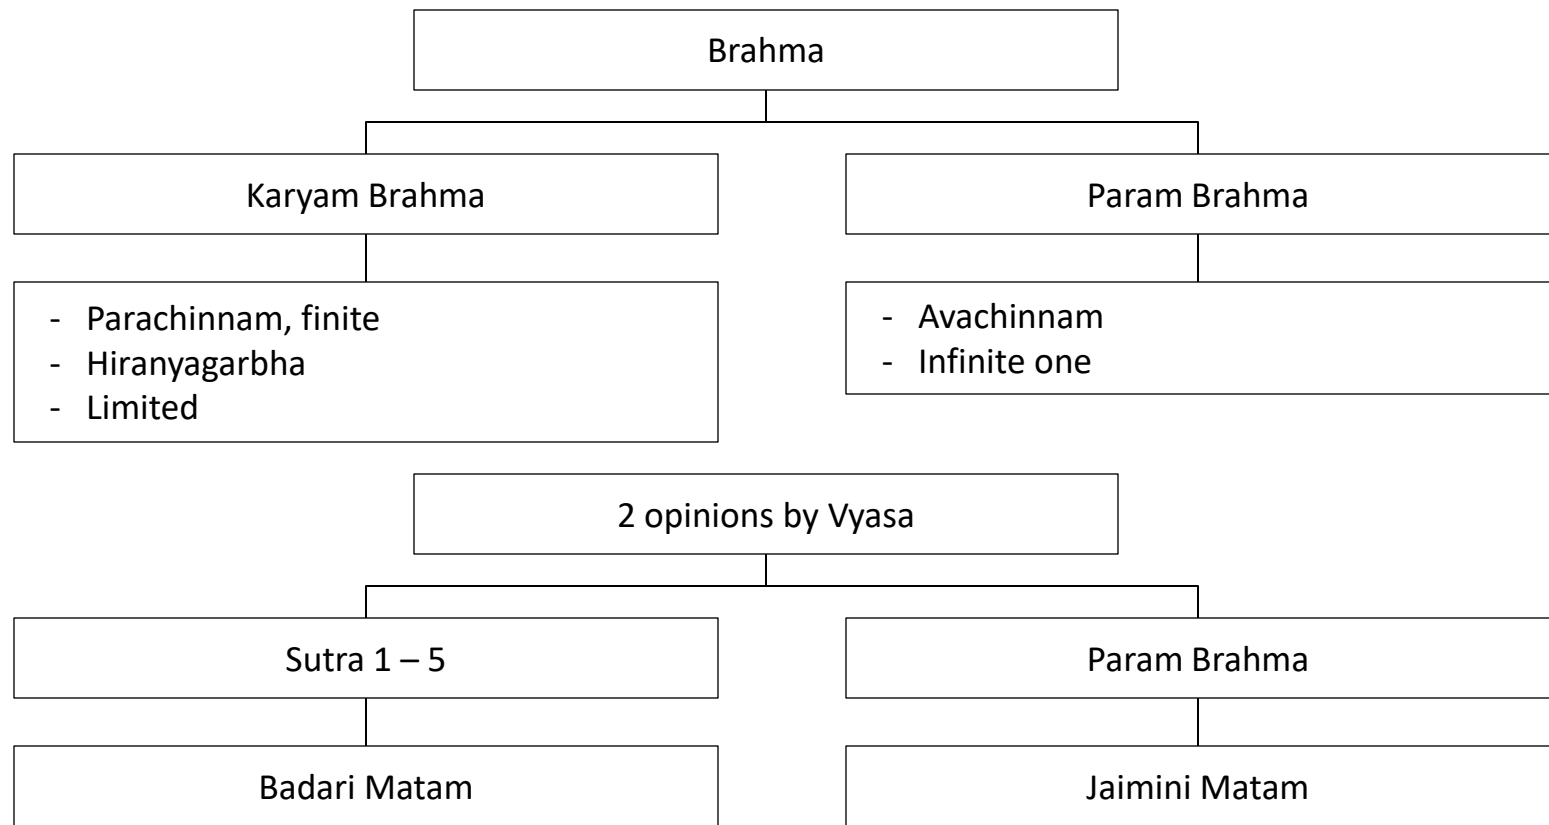 Brahma
Karyam Brahma
Param Brahma
- Parachinnam, finite
- Hiranyagarbha
- Limited
- Avachinnam
- Infinite one
2 opinions by Vyasa
Sutra 1 – 5
Param Brahma
Badari Matam
Jaimini Matam